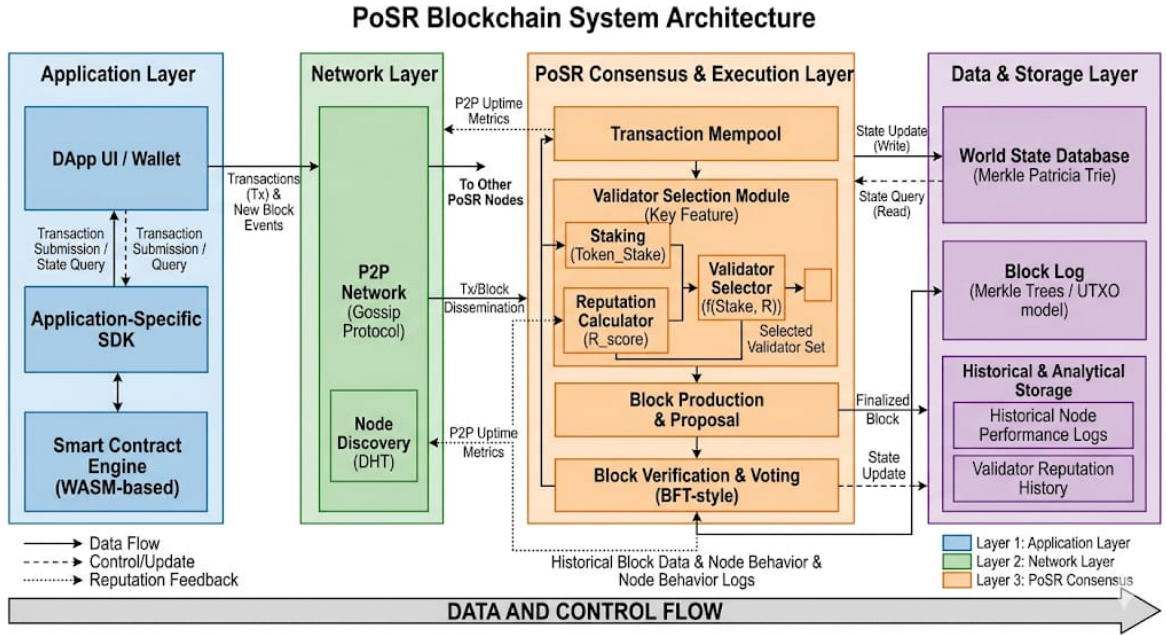 PoSR Blockchain System Architecture
Application Layer
DApp UI / Wallet
Transaction
Submission /
State Query
Transaction
Submission /
Query
Application-Specific
SDK
Smart Contract
Engine
(WASM-based)
Transactions
(Tx) &
New Block
Events
Network Layer
P2P
Network
(Gossip
Protocol)
Node
Discovery
(DHT)
P2P Uptime
Metrics
To Other
PoSR Nodes
Tx/Block
Dissemination
P2P Uptime
Metrics
PoSR Consensus & Execution Layer
Transaction Mempool
Validator Selection Module
(Key Feature)
Staking
(Token_Stake)
Reputation
Calculator
(R_score)
Validator
Selector
(f(Stake, R))
Selected
Validator Set
Block Production
& Proposal
Block Verification & Voting
(BFT-style)
State Update
(Write)
State Query
(Read)
Finalized
Block
State
Update
Data & Storage Layer
World State Database
(Merkle Patricia Trie)
Block Log
(Merkle Trees / UTXO
model)
Historical & Analytical
Storage
Historical Node
Performance Logs
Validator Reputation
History
Data Flow
Control/Update
Reputation Feedback
Historical Block Data & Node Behavior &
Node Behavior Logs
Layer 1: Application Layer
Layer 2: Network Layer
Layer 3: PoSR Consensus
DATA AND CONTROL FLOW